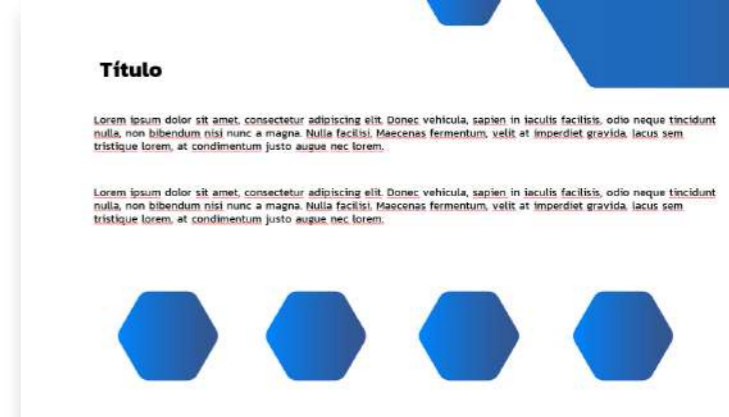 Título
Lorem ipsum dolor sit amet, consectetur adipiscing elit. Donec vehicula, sapien in iaculis facilisis, odio neque tincidunt
nulla, non bibendum nisi nunc a magna. Nulla facilisi. Maecenas fermentum, velit at imperdiet gravida, lacus sem
tristique lorem, at condimentum justo augue nec lorem.
Lorem ipsum dolor sit amet, consectetur adipiscing elit. Donec vehicula, sapien in iaculis facilisis, odio neque tincidunt
nulla, non bibendum nisi nunc a magna. Nulla facilisi. Maecenas fermentum, velit at imperdiet gravida, lacus sem
tristique lorem, at condimentum justo augue nec lorem.